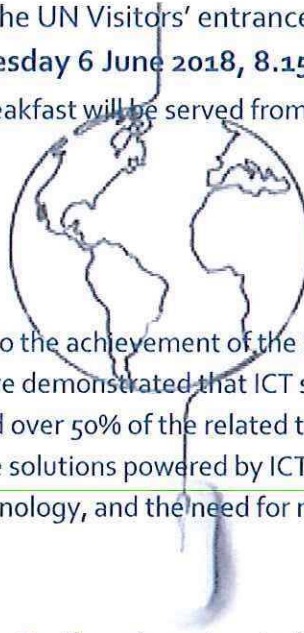 he UN Visitors’ entrance
esday 6 June 2018, 8.15
eakfast will be served from
o the achievement of the
e demonstrated that ICT s
d over 50% of the related t
e solutions powered by ICT
nology, and the need for r